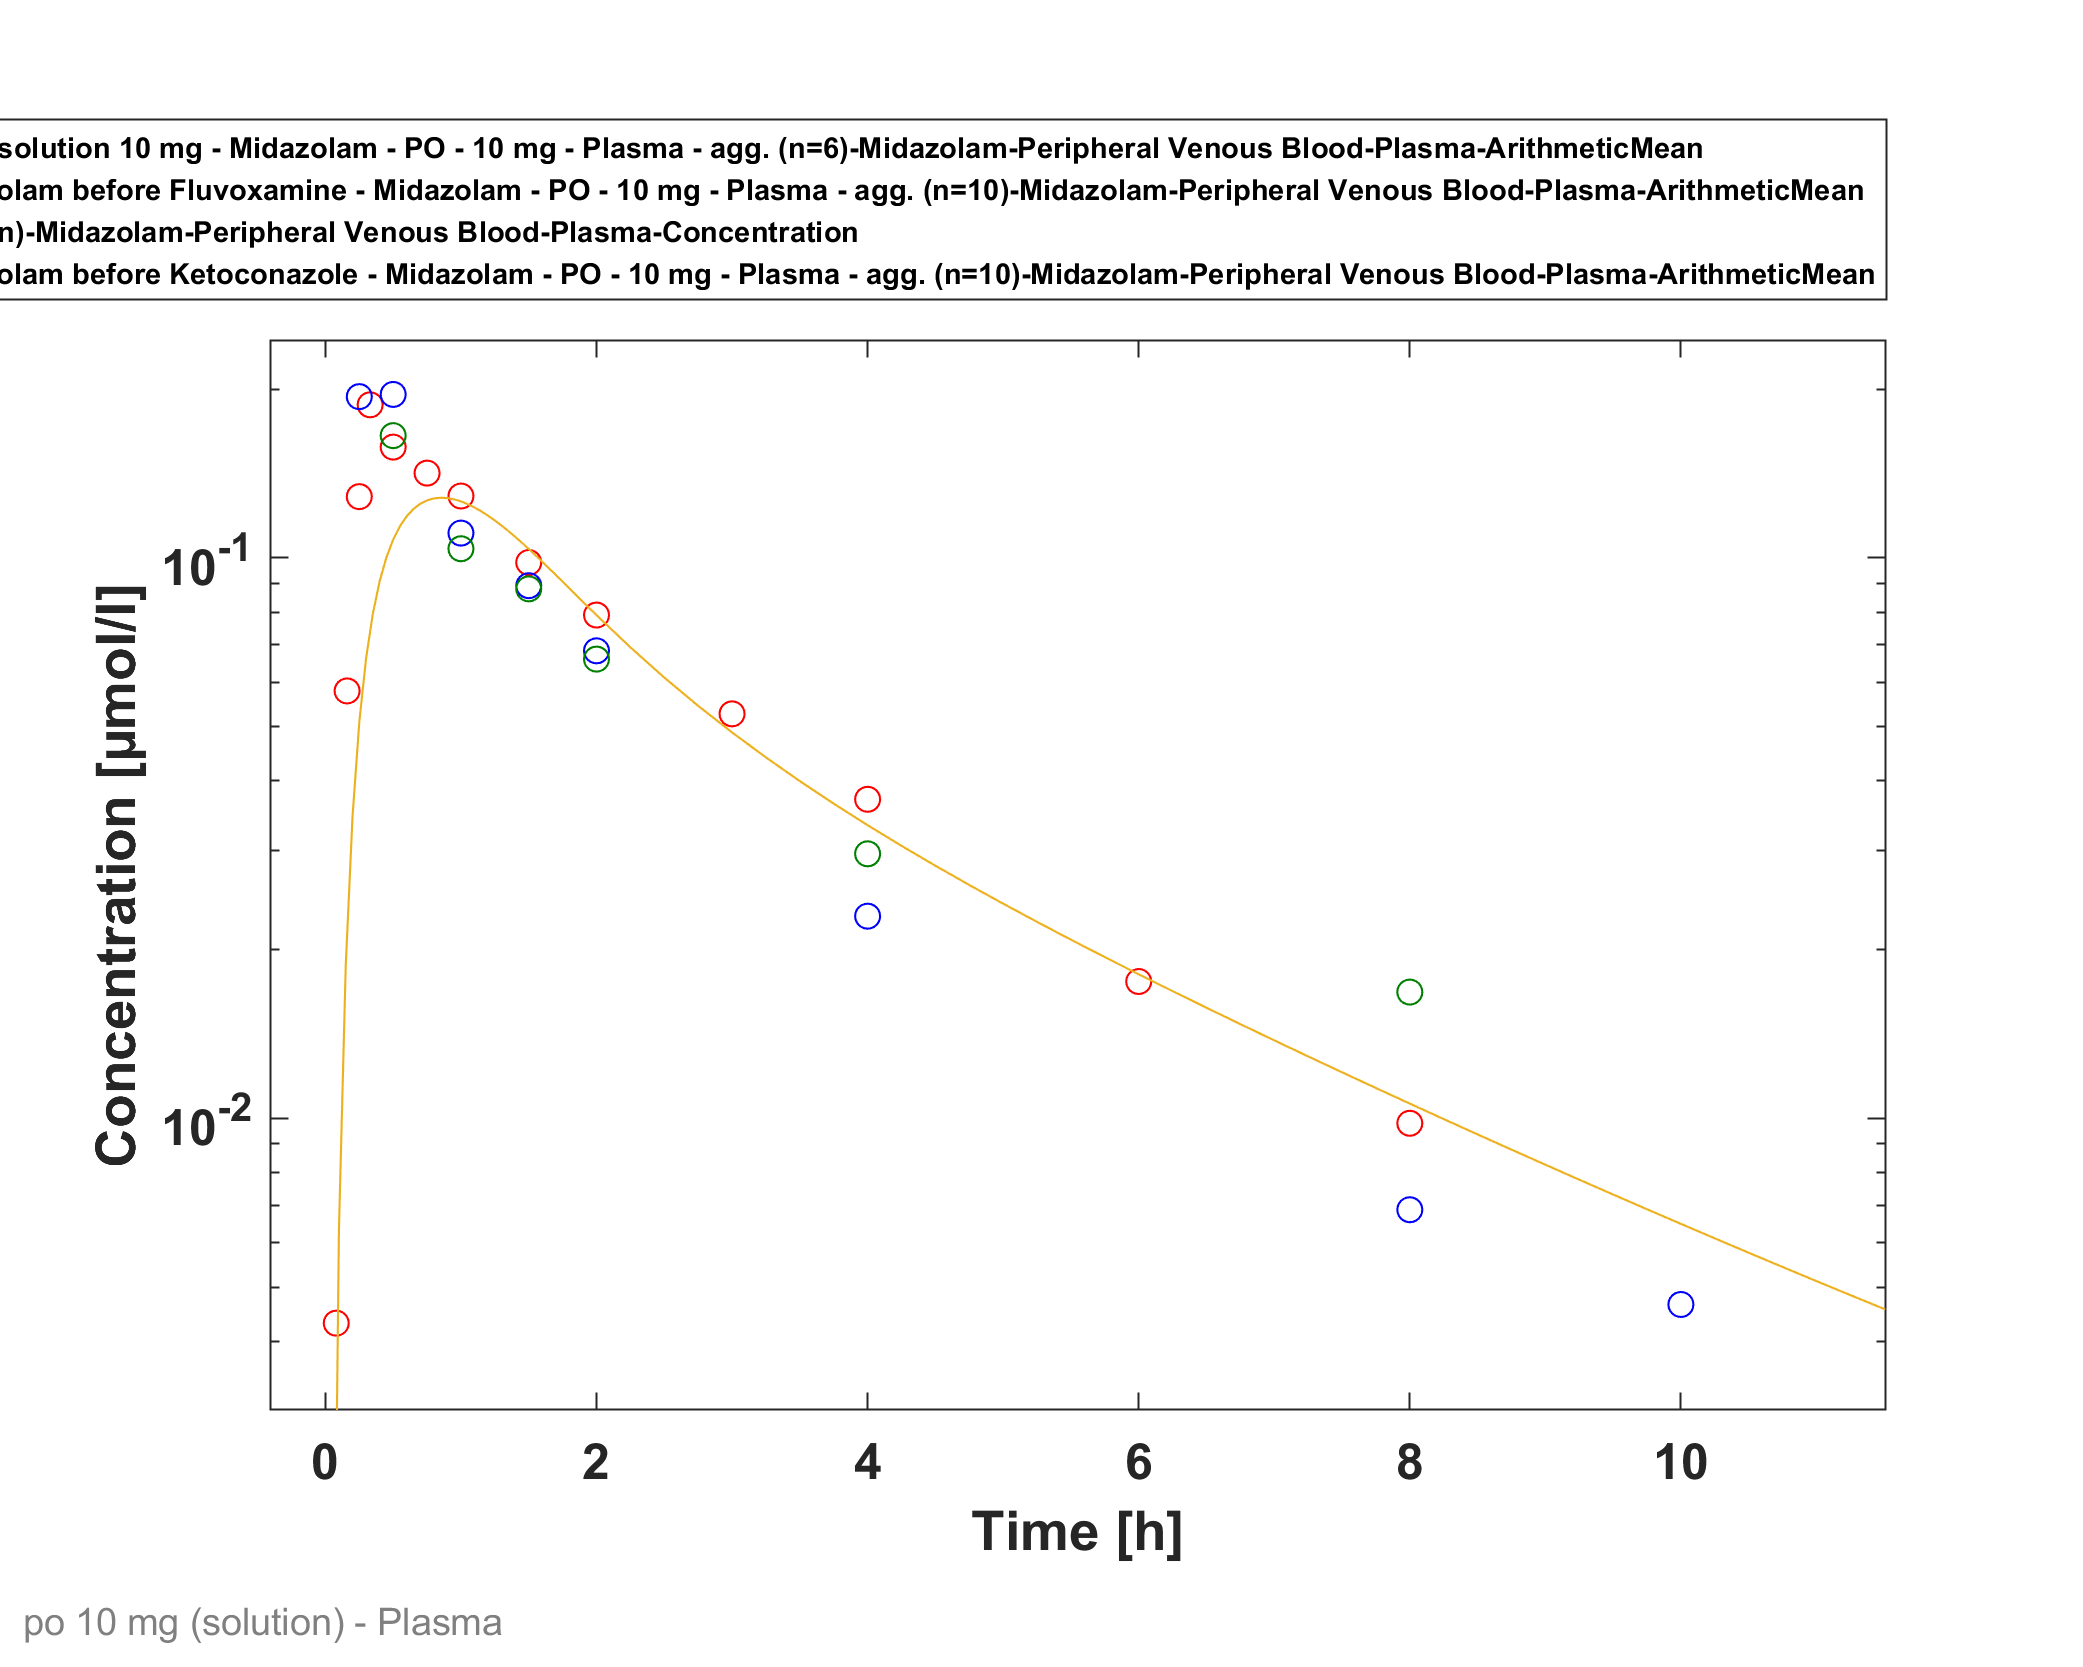 solution 10 mg - Midazolam - PO - 10 mg - Plasma - agg. (n=6)-Midazolam-Peripheral Venous Blood-Plasma-ArithmeticMean
olam before Fluvoxamine - Midazolam - PO - 10 mg - Plasma - agg. (n=10)-Midazolam-Peripheral Venous Blood-Plasma-ArithmeticMean
n)-Midazolam-Peripheral Venous Blood-Plasma-Concentration
olam before Ketoconazole - Midazolam - PO - 10 mg - Plasma - agg. (n=10)-Midazolam-Peripheral Venous Blood-Plasma-ArithmeticMean
10^-1
10^-2
Concentration [µmol/l]
0 2 4 6 8 10
Time [h]
po 10 mg (solution) - Plasma